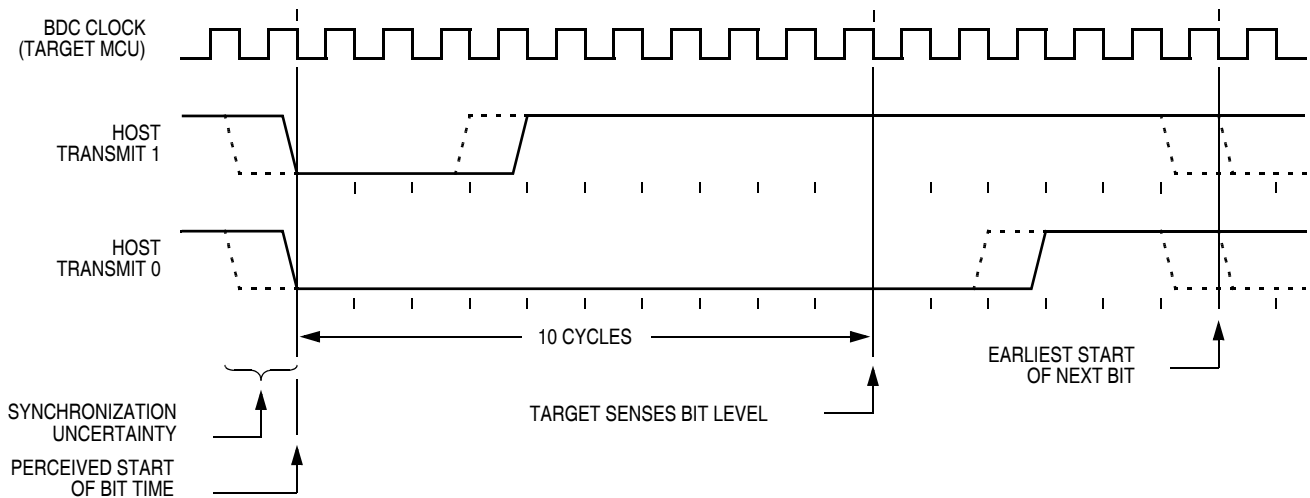 BDC CLOCK
(TARGET MCU)
HOST
TRANSMIT 1
HOST
TRANSMIT 0
10 CYCLES
EARLIEST START
OF NEXT BIT
SYNCHRONIZATION
UNCERTAINTY
TARGET SENSES BIT LEVEL
PERCEIVED START
OF BIT TIME